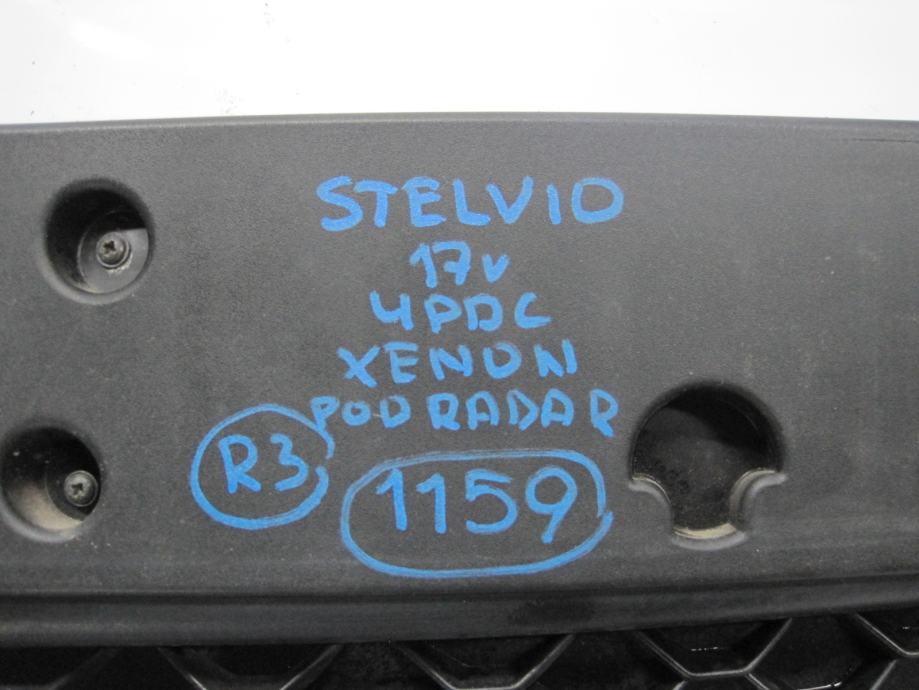 STELVIO
17v
4PDC
XENON
POD RADAR
R3
1159